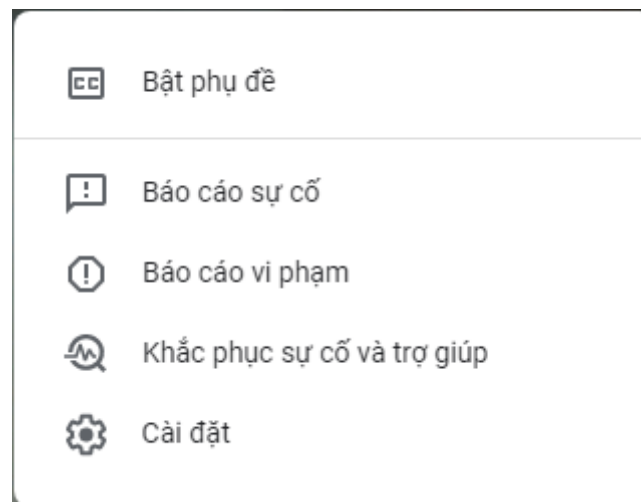 Bật phụ đề
Báo cáo sự cố
Báo cáo vi phạm
Khắc phục sự cố và trợ giúp
Cài đặt